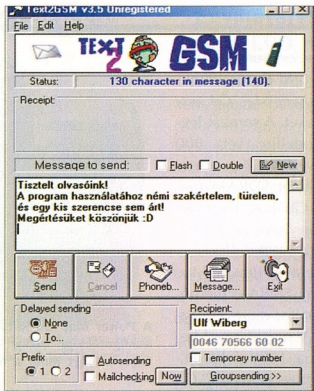 Text2GSM v3.5 Unregistered
File Edit Help
TEXT 2 GSM
Status: 130 character in message (140).
Receipt:
Message to send: Flash Double New
Tisztelt olvasóink!
A program használatához némi szakértelem, türelem,
és egy kis szerencse sem árt!
Megértésüket köszönjük :D
Send Cancel Phoneb... Message... Exit
Delayed sending
None
To...
Recipient:
Ulf Wiberg
0046 70566 60 02
Temporary number
Prefix
1 2
Autosending
Mailchecking Now
Groupsending >>